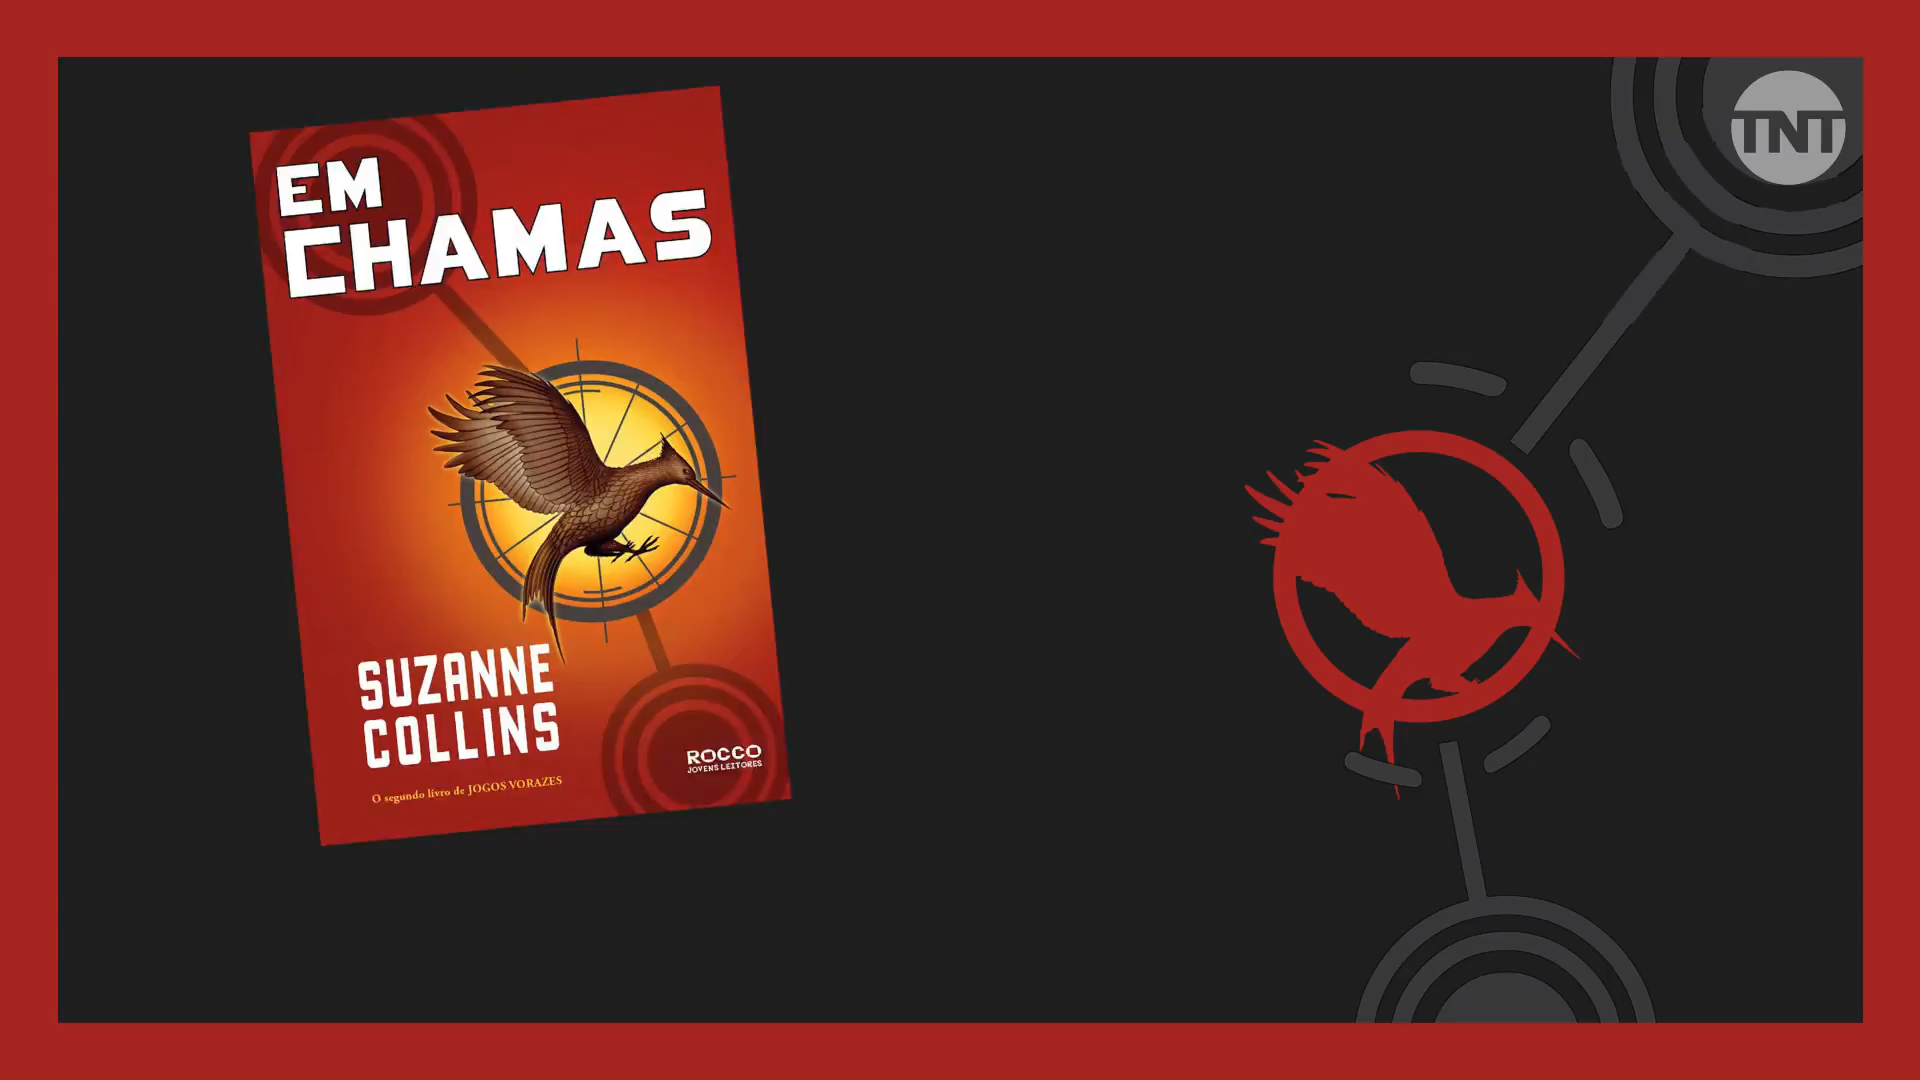 EM
CHAMAS
SUZANNE
COLLINS
O segundo livro de JOGOS VORAZES
ROCCO
JOVENS LEITORES
TNT